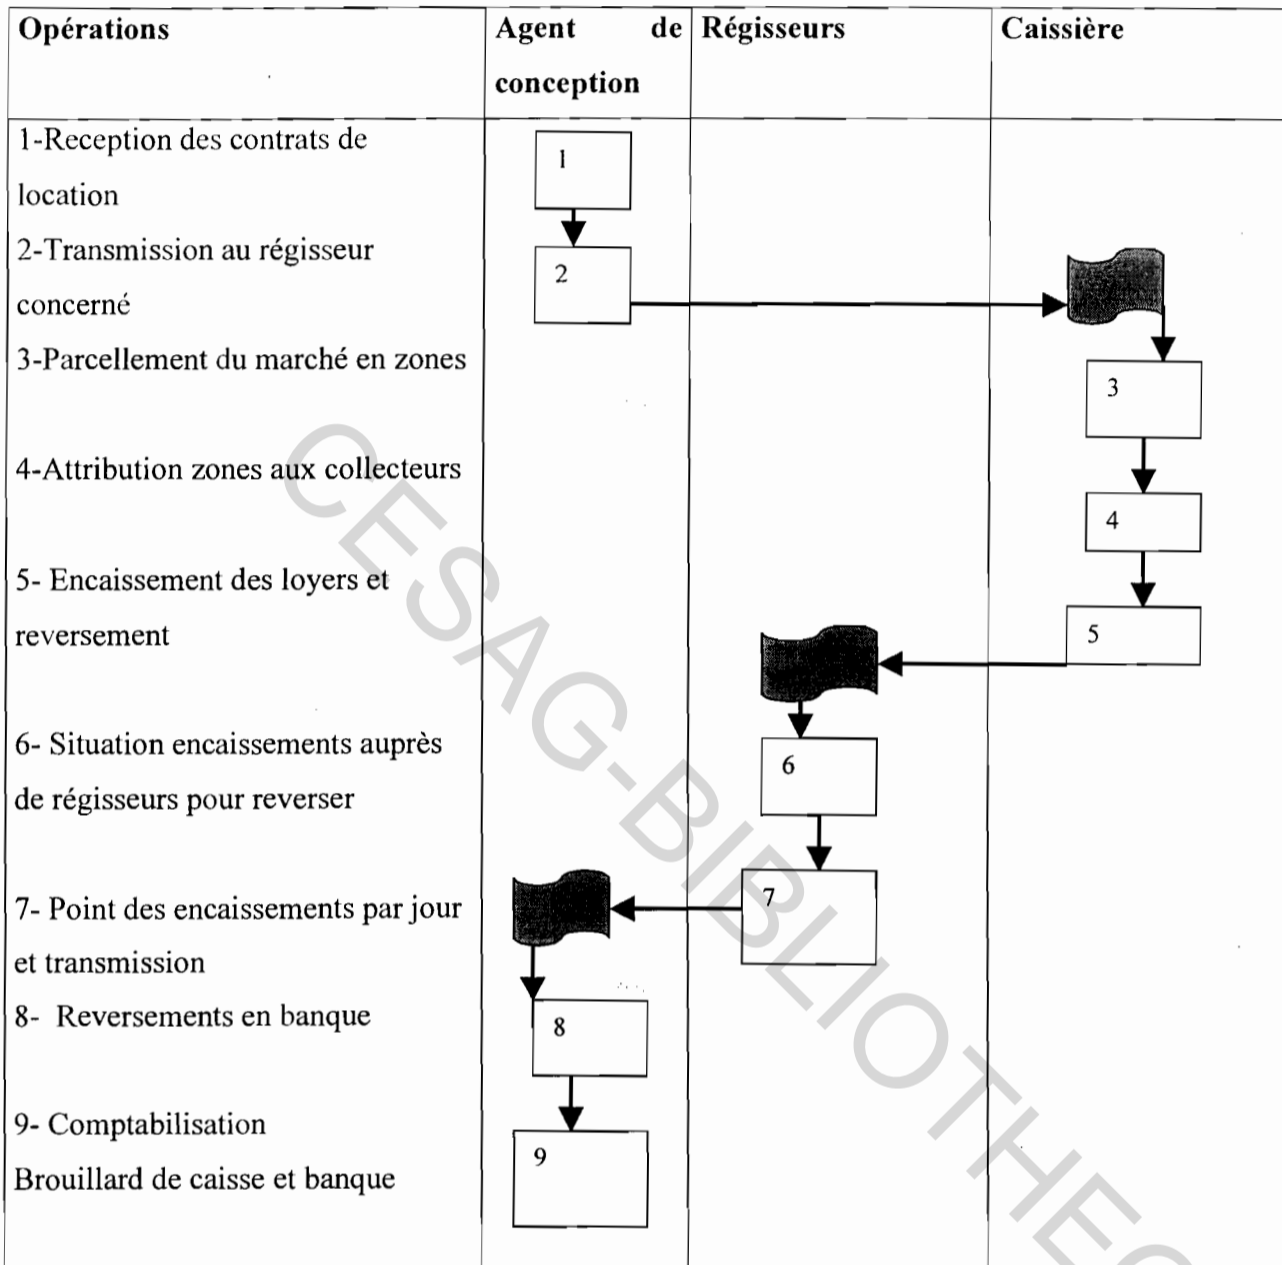 Opérations
Agent de
conception
Régisseurs
Caissière
1-Reception des contrats de
location
1
2-Transmission au régisseur
concerné
2
3-Parcellement du marché en zones
3
4-Attribution zones aux collecteurs
4
5- Encaissement des loyers et
reversement
5
6- Situation encaissements auprès
de régisseurs pour reverser
6
7- Point des encaissements par jour
et transmission
7
8- Reversements en banque
8
9- Comptabilisation
Brouillard de caisse et banque
9
CESAG-BIBLIOTHEQ